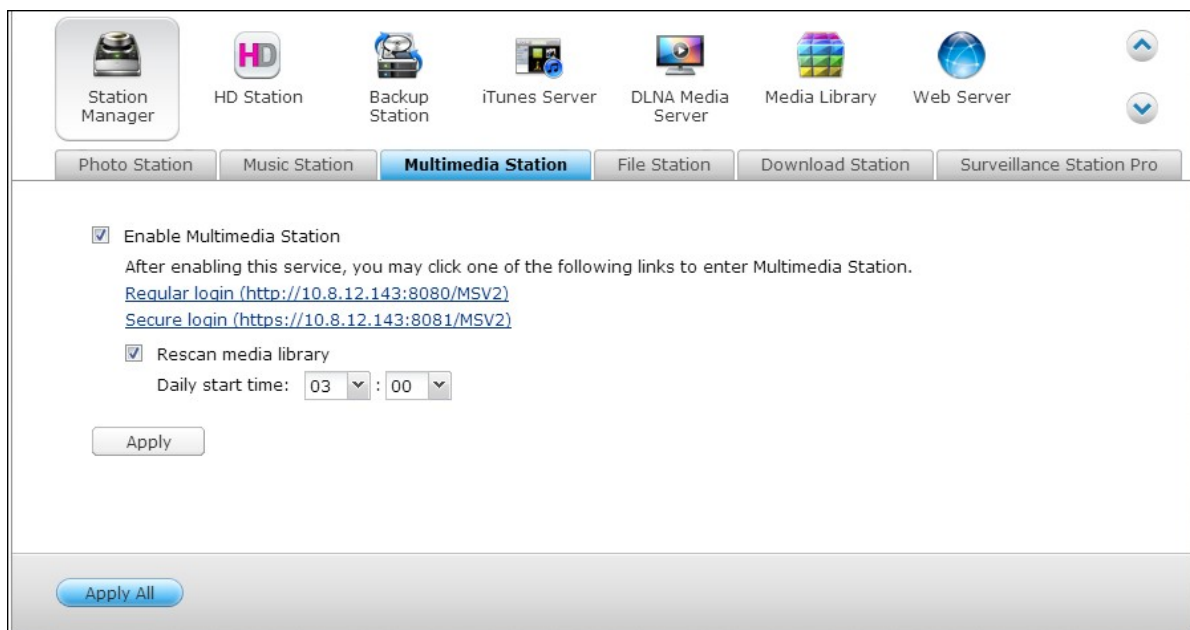 HD
Station Manager
HD Station
Backup Station
iTunes Server
DLNA Media Server
Media Library
Web Server
Photo Station
Music Station
Multimedia Station
File Station
Download Station
Surveillance Station Pro
Enable Multimedia Station
After enabling this service, you may click one of the following links to enter Multimedia Station.
Regular login (http://10.8.12.143:8080/MSV2)
Secure login (https://10.8.12.143:8081/MSV2)
Rescan media library
Daily start time: 03 : 00
Apply
Apply All